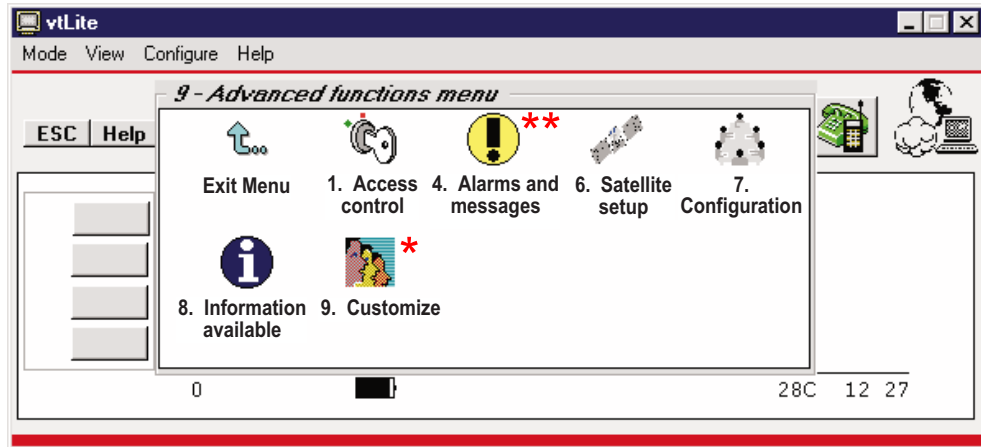 vtLite
Mode View Configure Help
9 - Advanced functions menu
ESC Help
**
Exit Menu
1. Access
control
4. Alarms and
messages
6. Satellite
setup
7.
Configuration
*
8. Information
available
9. Customize
0 28C 12 27